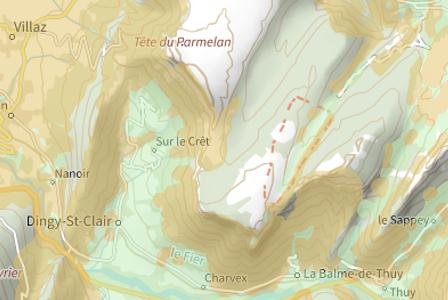 Villaz
Tête du Parmelan
Sur le Crêt
Nanoir
Dingy-St-Clair
le Sappey
le Fier
La Balme-de-Thuy
Charvex
Thuy